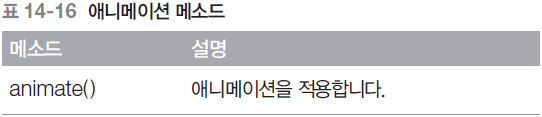 표 14-16 애니메이션 메소드
메소드 설명
animate() 애니메이션을 적용합니다.